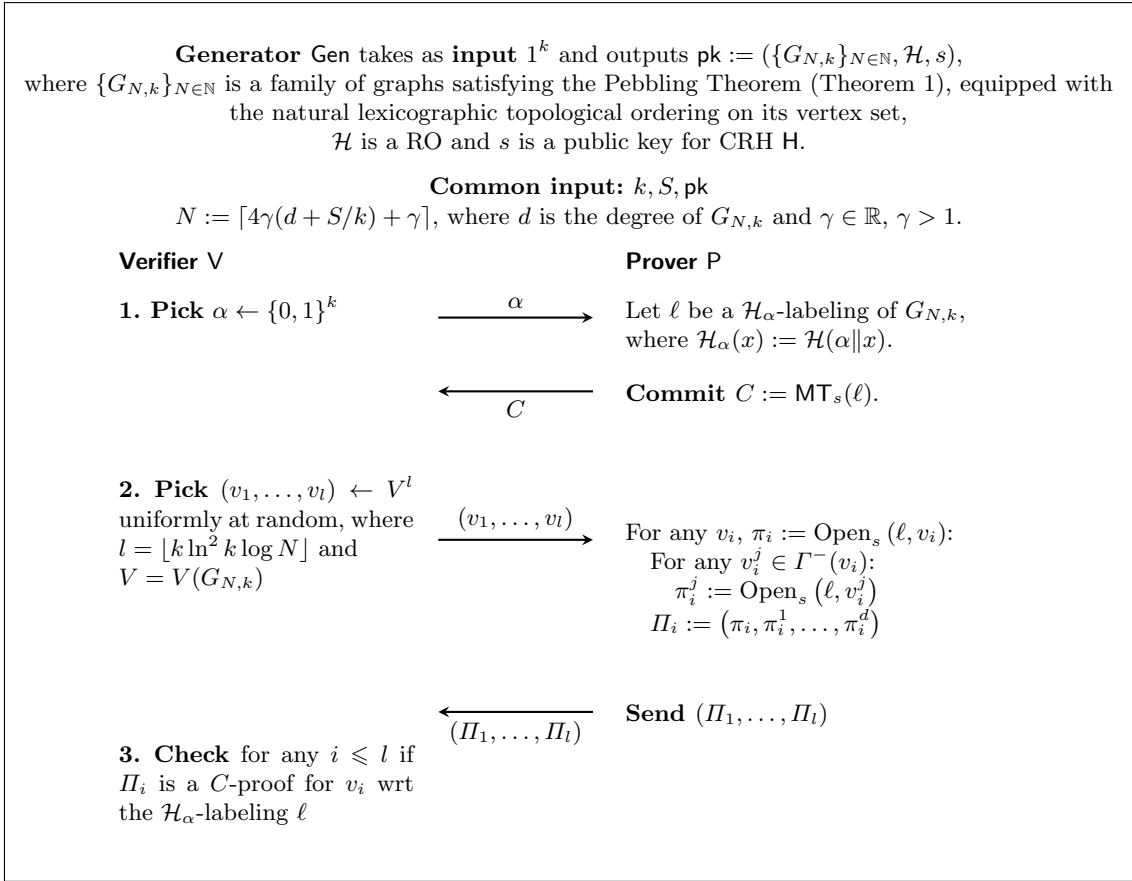 Generator Gen takes as input 1^k and outputs pk := ({G_{N,k}}_{N∈ℕ}, ℋ, s),
where {G_{N,k}}_{N∈ℕ} is a family of graphs satisfying the Pebbling Theorem (Theorem 1), equipped with
the natural lexicographic topological ordering on its vertex set,
ℋ is a RO and s is a public key for CRH H.
Common input: k, S, pk
N := ⌈4γ(d + S/k) + γ⌉, where d is the degree of G_{N,k} and γ ∈ ℝ, γ > 1.
Verifier V
Prover P
1. Pick α ← {0, 1}^k
α
Let ℓ be a ℋ_α-labeling of G_{N,k},
where ℋ_α(x) := ℋ(α‖x).
Commit C := MT_s(ℓ).
C
2. Pick (v_1, …, v_l) ← V^l
uniformly at random, where
l = ⌊k ln^2 k log N⌋ and
V = V(G_{N,k})
(v_1, …, v_l)
For any v_i, π_i := Open_s (ℓ, v_i):
For any v_i^j ∈ Γ^−(v_i):
π_i^j := Open_s (ℓ, v_i^j)
Π_i := (π_i, π_i^1, …, π_i^d)
Send (Π_1, …, Π_l)
(Π_1, …, Π_l)
3. Check for any i ⩽ l if
Π_i is a C-proof for v_i wrt
the ℋ_α-labeling ℓ